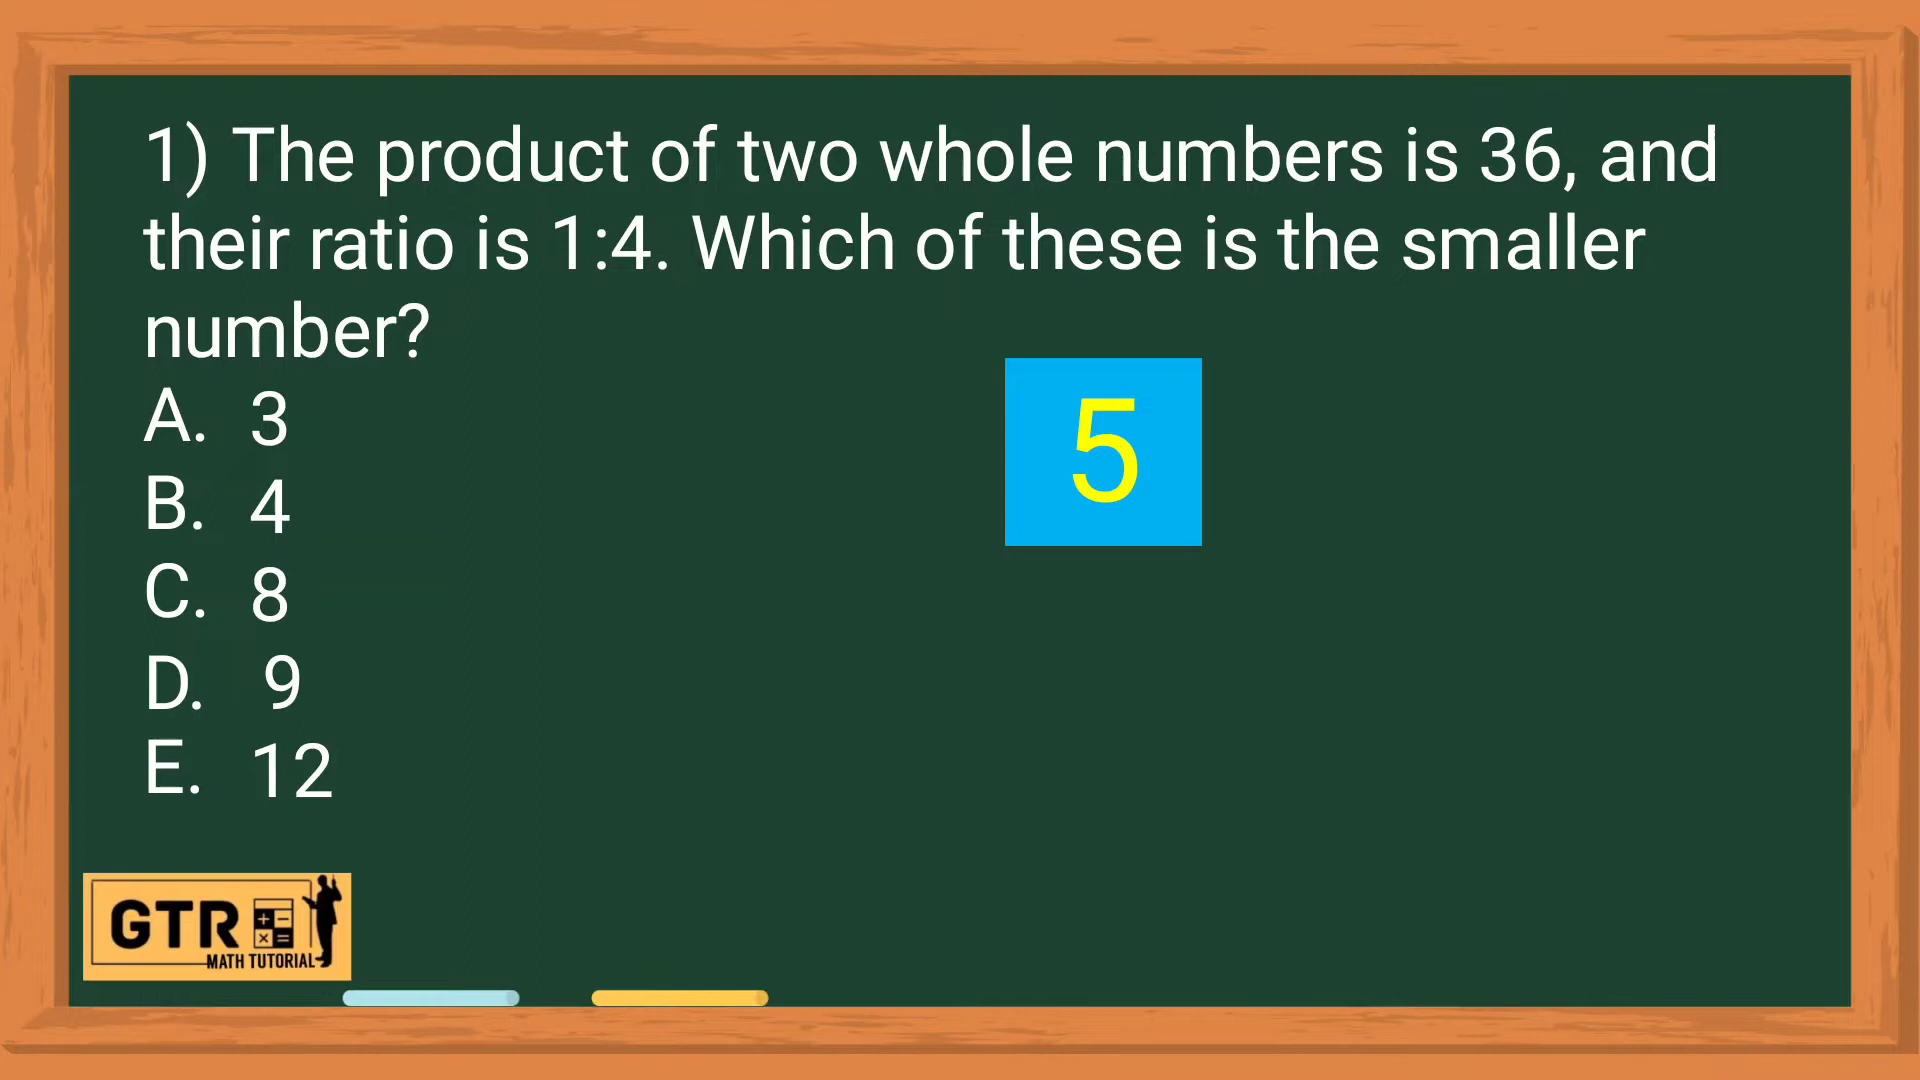 1) The product of two whole numbers is 36, and
their ratio is 1:4. Which of these is the smaller
number?
A. 3
5
B. 4
C. 8
D. 9
E. 12
GTR
MATH TUTORIAL